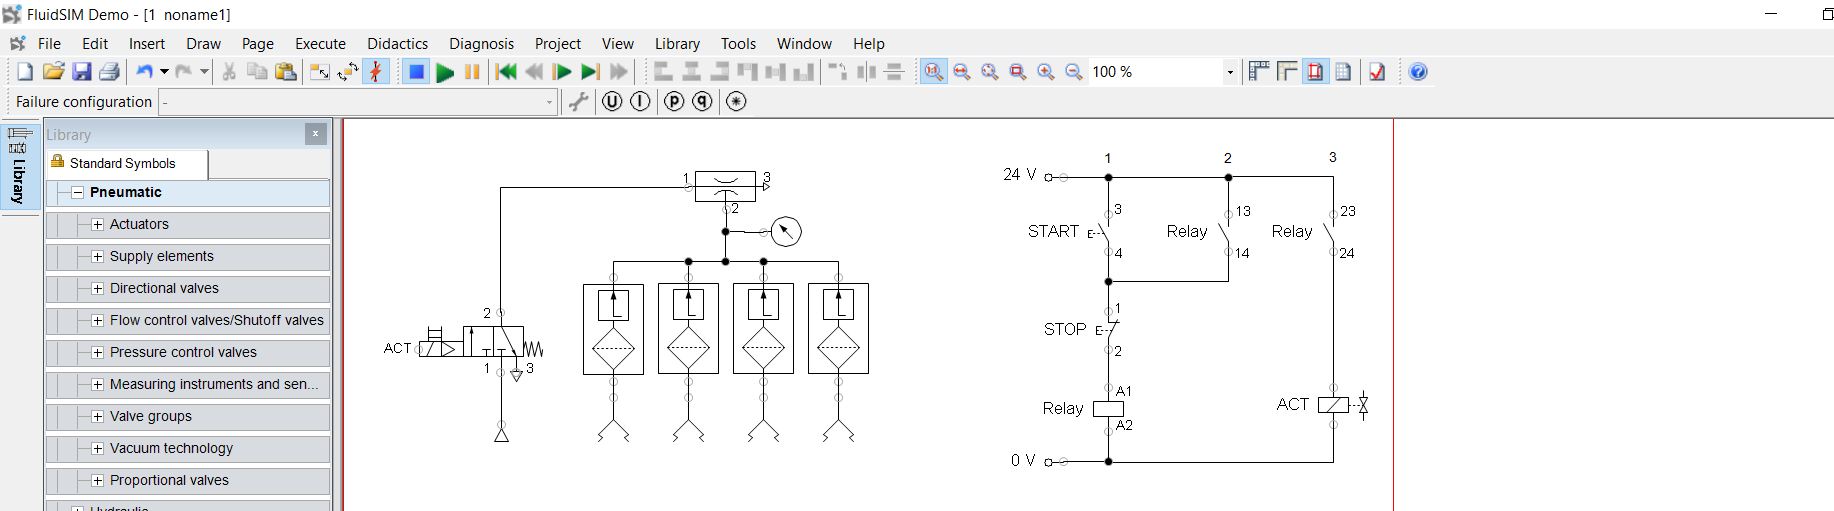 FluidSIM Demo - [1  noname1]
File Edit Insert Draw Page Execute Didactics Diagnosis Project View Library Tools Window Help
100 %
Failure configuration - U I p q
Library
Library
Standard Symbols
Pneumatic
Actuators
Supply elements
Directional valves
Flow control valves/Shutoff valves
Pressure control valves
Measuring instruments and sen...
Valve groups
Vacuum technology
Proportional valves
Hydraulic
1 3
2
2
ACT
1 3
1 2 3
24 V
3 13 23
START Relay Relay
4 14 24
1
STOP
2
A1
Relay ACT
A2
0 V